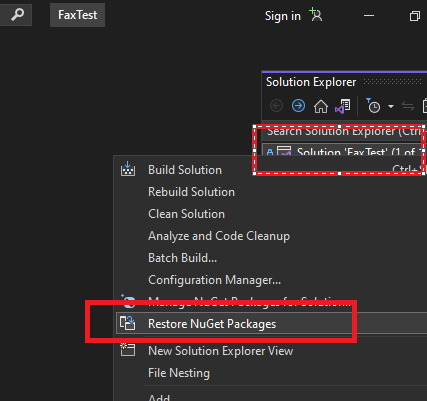 FaxTest
Sign in
Solution Explorer
Search Solution Explorer (Ctrl
Solution 'FaxTest' (1 of
Build Solution
Ctrl+
Rebuild Solution
Clean Solution
Analyze and Code Cleanup
Batch Build...
Configuration Manager...
Manage NuGet Packages for Solution...
Restore NuGet Packages
New Solution Explorer View
File Nesting
Add